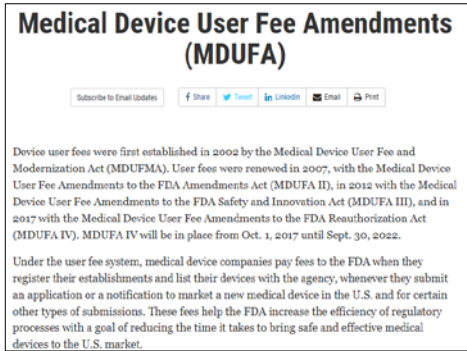 Medical Device User Fee Amendments
(MDUFA)
Subscribe to Email Updates
Share
Tweet
in Linkedin
Email
Print
Device user fees were first established in 2002 by the Medical Device User Fee and
Modernization Act (MDUFMA). User fees were renewed in 2007, with the Medical Device
User Fee Amendments to the FDA Amendments Act (MDUFA II), in 2012 with the Medical
Device User Fee Amendments to the FDA Safety and Innovation Act (MDUFA III), and in
2017 with the Medical Device User Fee Amendments to the FDA Reauthorization Act
(MDUFA IV). MDUFA IV will be in place from Oct. 1, 2017 until Sept. 30, 2022.
Under the user fee system, medical device companies pay fees to the FDA when they
register their establishments and list their devices with the agency, whenever they submit
an application or a notification to market a new medical device in the U.S. and for certain
other types of submissions. These fees help the FDA increase the efficiency of regulatory
processes with a goal of reducing the time it takes to bring safe and effective medical
devices to the U.S. market.